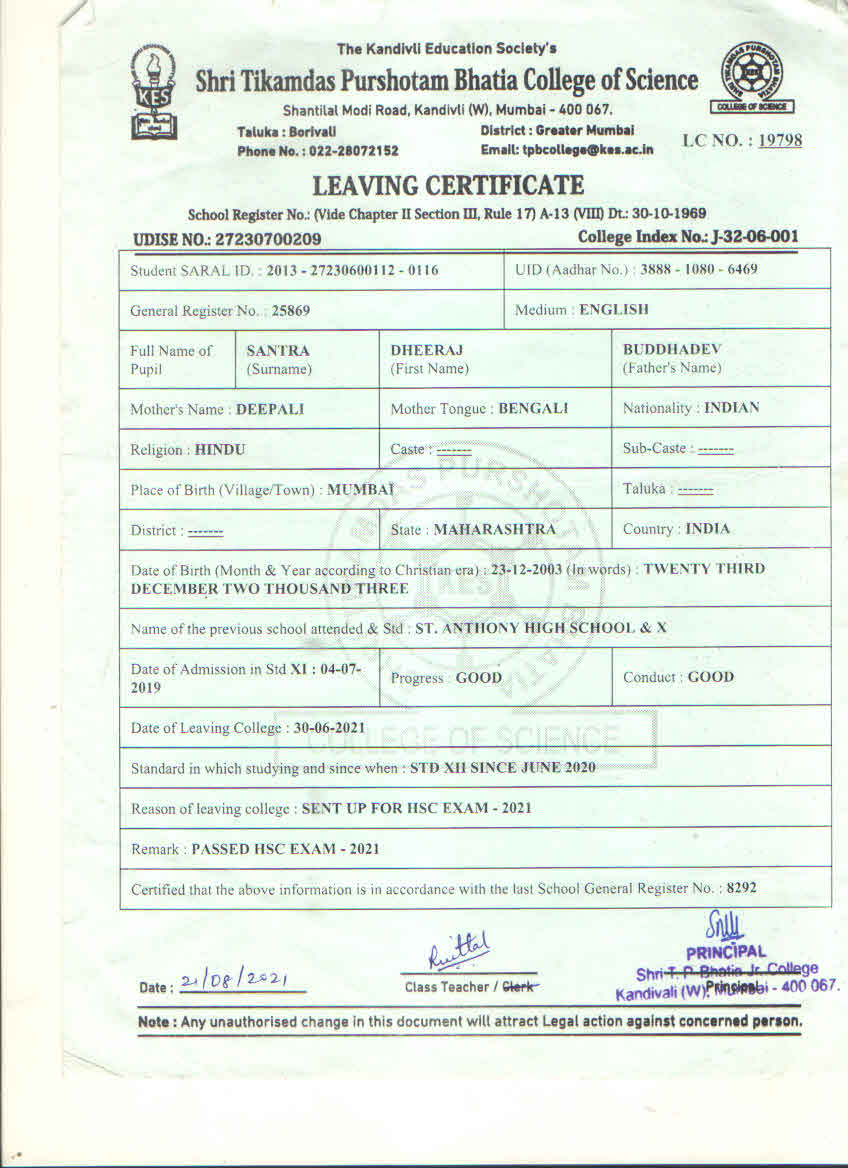 The Kandivli Education Society's
Shri Tikamdas Purshotam Bhatia College of Science
Shantilal Modi Road, Kandivli (W), Mumbai - 400 067.
Taluka : Borivali District : Greater Mumbai
Phone No. : 022-28072152 Email: tpbcollege@kes.ac.in
LC NO. : 19798
KES
COLLEGE OF SCIENCE
LEAVING CERTIFICATE
School Register No.: (Vide Chapter II Section III, Rule 17) A-13 (VIII) Dt.: 30-10-1969
UDISE NO.: 27230700209 College Index No.: J-32-06-001
Student SARAL ID. : 2013 - 27230600112 - 0116 UID (Aadhar No.) : 3888 - 1080 - 6469
General Register No. : 25869 Medium : ENGLISH
Full Name of Pupil SANTRA (Surname) DHEERAJ (First Name) BUDDHADEV (Father's Name)
Mother's Name : DEEPALI Mother Tongue : BENGALI Nationality : INDIAN
Religion : HINDU Caste : ------- Sub-Caste : -------
Place of Birth (Village/Town) : MUMBAI Taluka : -------
District : ------- State : MAHARASHTRA Country : INDIA
Date of Birth (Month & Year according to Christian era) : 23-12-2003 (In words) : TWENTY THIRD
DECEMBER TWO THOUSAND THREE
Name of the previous school attended & Std : ST. ANTHONY HIGH SCHOOL & X
Date of Admission in Std XI : 04-07-2019 Progress : GOOD Conduct : GOOD
Date of Leaving College : 30-06-2021
COLLEGE OF SCIENCE
Standard in which studying and since when : STD XII SINCE JUNE 2020
Reason of leaving college : SENT UP FOR HSC EXAM - 2021
Remark : PASSED HSC EXAM - 2021
Certified that the above information is in accordance with the last School General Register No. : 8292
Date : 21/08/2021
Class Teacher / Clerk
PRINCIPAL
Shri T. P. Bhatia Jr. College
Kandivali (W), Mumbai - 400 067.
Principal
Note : Any unauthorised change in this document will attract Legal action against concerned person.